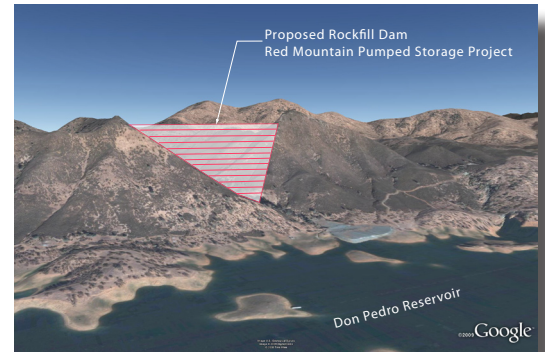 Proposed Rockfill Dam
Red Mountain Pumped Storage Project
Don Pedro Reservoir
©2009 Google